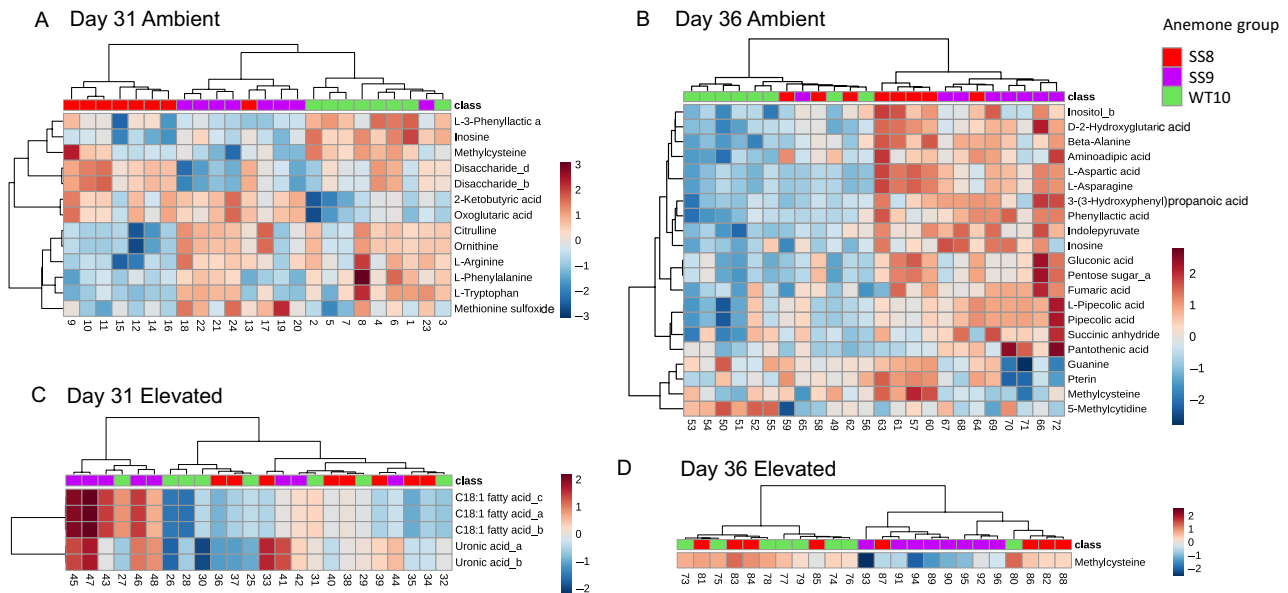 A Day 31 Ambient
class
L-3-Phenyllactic a
Inosine
Methylcysteine
Disaccharide_d
Disaccharide_b
2-Ketobutyric acid
Oxoglutaric acid
Citrulline
Ornithine
L-Arginine
L-Phenylalanine
L-Tryptophan
Methionine sulfoxide
9 10 11 15 12 14 16 18 22 21 24 13 17 19 20 2 5 7 8 4 6 1 23 3
3
2
1
0
−1
−2
−3
B Day 36 Ambient
class
Inositol_b
D-2-Hydroxyglutaric acid
Beta-Alanine
Aminoadipic acid
L-Aspartic acid
L-Asparagine
3-(3-Hydroxyphenyl)propanoic acid
Phenyllactic acid
Indolepyruvate
Inosine
Gluconic acid
Pentose sugar_a
Fumaric acid
L-Pipecolic acid
Pipecolic acid
Succinic anhydride
Pantothenic acid
Guanine
Pterin
Methylcysteine
5-Methylcytidine
53 54 50 51 52 55 59 65 58 49 62 56 63 61 57 60 67 68 64 69 70 71 66 72
2
1
0
−1
−2
Anemone group
SS8
SS9
WT10
C Day 31 Elevated
class
C18:1 fatty acid_c
C18:1 fatty acid_a
C18:1 fatty acid_b
Uronic acid_a
Uronic acid_b
45 47 43 27 46 48 26 28 30 36 37 25 33 41 42 31 40 38 29 39 44 35 34 32
2
1
0
−1
−2
D Day 36 Elevated
class
Methylcysteine
73 81 75 83 84 78 77 79 85 74 76 93 87 91 94 89 90 95 92 96 80 86 82 88
2
1
0
−1
−2